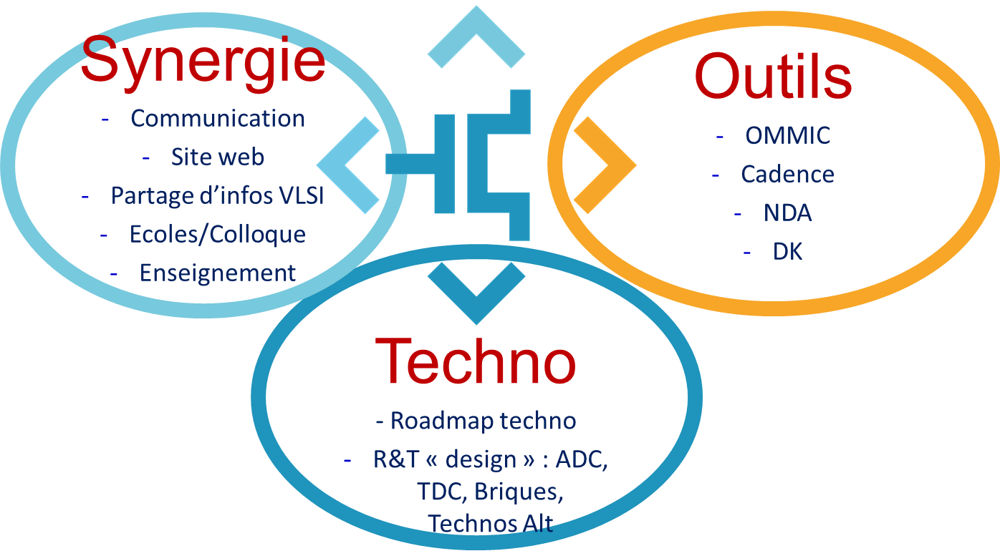 Synergie
- Communication
- Site web
- Partage d’infos VLSI
- Ecoles/Colloque
- Enseignement
Outils
- OMMIC
- Cadence
- NDA
- DK
Techno
- Roadmap techno
- R&T « design » : ADC,
TDC, Briques,
Technos Alt